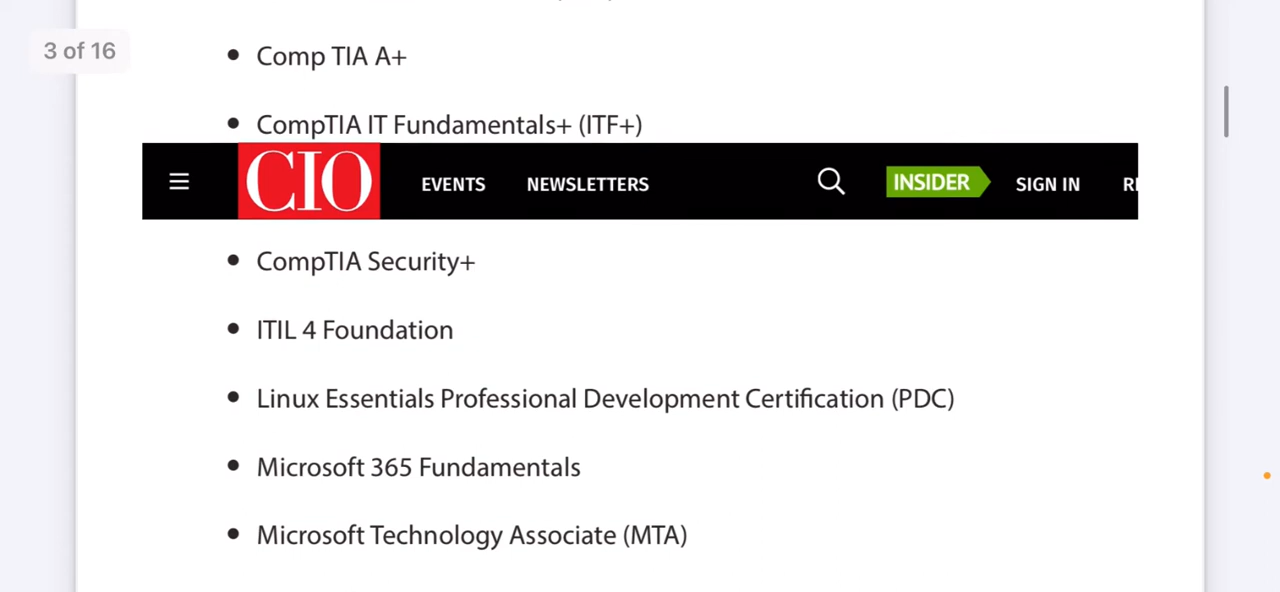 3 of 16
• Comp TIA A+
• CompTIA IT Fundamentals+ (ITF+)
CIO EVENTS NEWSLETTERS INSIDER SIGN IN
• CompTIA Security+
• ITIL 4 Foundation
• Linux Essentials Professional Development Certification (PDC)
• Microsoft 365 Fundamentals
• Microsoft Technology Associate (MTA)